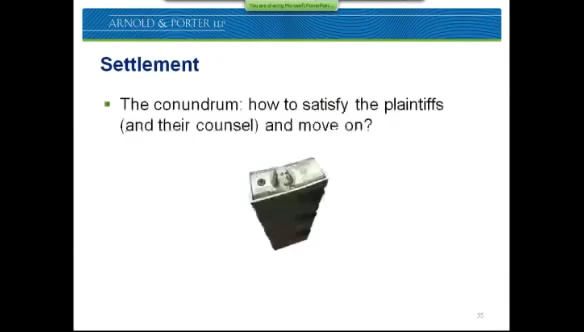 You are sharing Microsoft PowerPoin...
ARNOLD & PORTER LLP
Settlement
The conundrum: how to satisfy the plaintiffs
(and their counsel) and move on?
35